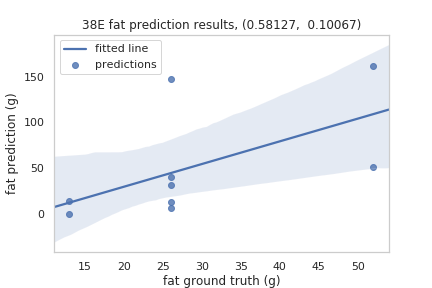 38E fat prediction results, (0.58127, 0.10067)
fitted line
predictions
fat prediction (g)
150
100
50
0
15 20 25 30 35 40 45 50
fat ground truth (g)